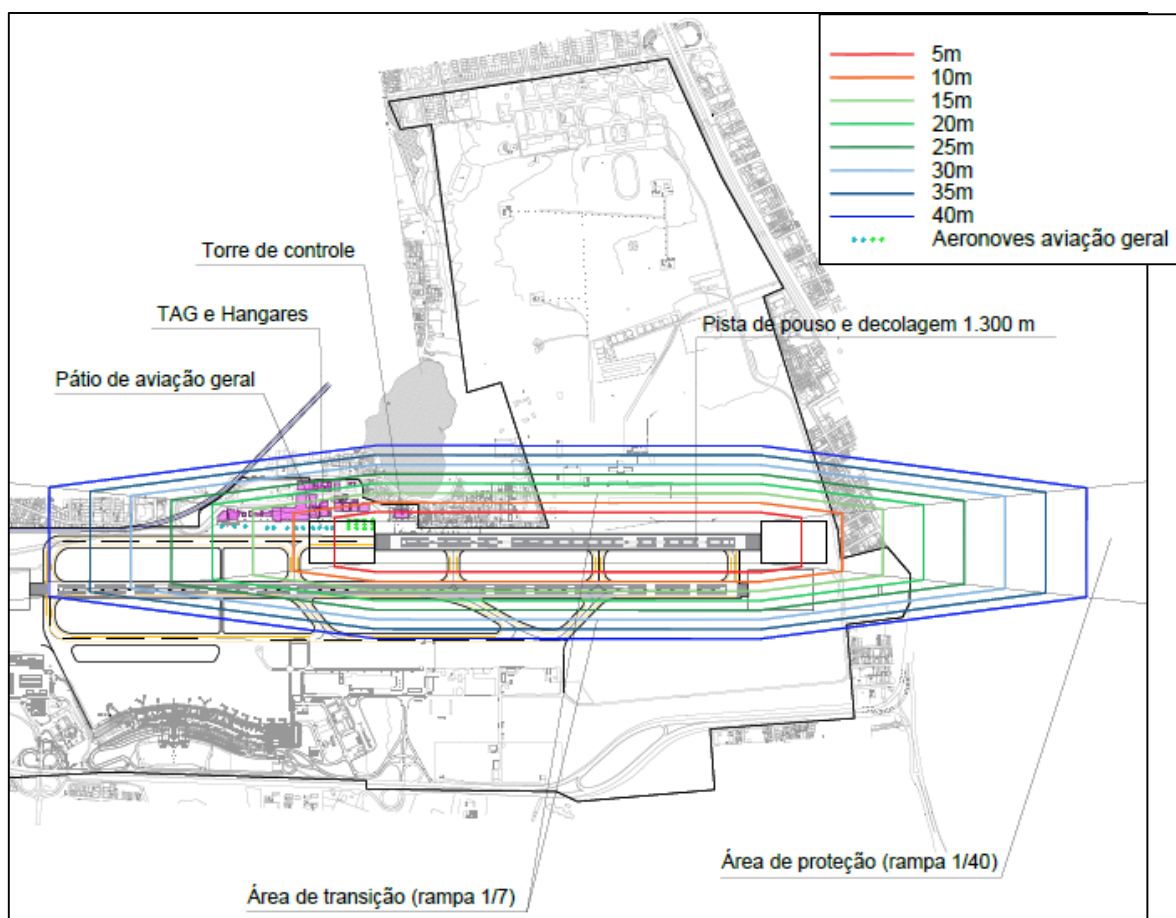 5m
10m
15m
20m
25m
30m
35m
40m
Aeronoves aviação geral
Torre de controle
TAG e Hangares
Pista de pouso e decolagem 1.300 m
Pátio de aviação geral
Área de proteção (rampa 1/40)
Área de transição (rampa 1/7)